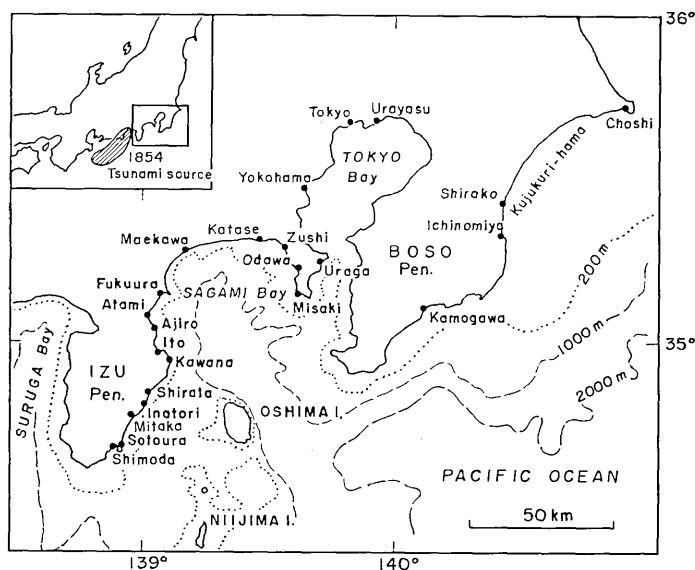 36°
1854
Tsunami source
Tokyo
Urayasu
TOKYO
Bay
Choshi
Yokohama
Kujukuri-hama
Shirako
Ichinomiya
Katase
Zushi
Maekawa
Odawa
Uraga
BOSO
Pen.
200m
Fukuura
SAGAMI Bay
Misaki
Atami
Kamogawa
1000m
Ajiro
Ito
35°
IZU
Pen.
Kawana
2000m
SURUGA Bay
Shirata
Inatori
OSHIMA I.
Mitaka
Sotoura
Shimoda
PACIFIC OCEAN
NIIJIMA I.
50 km
139°
140°